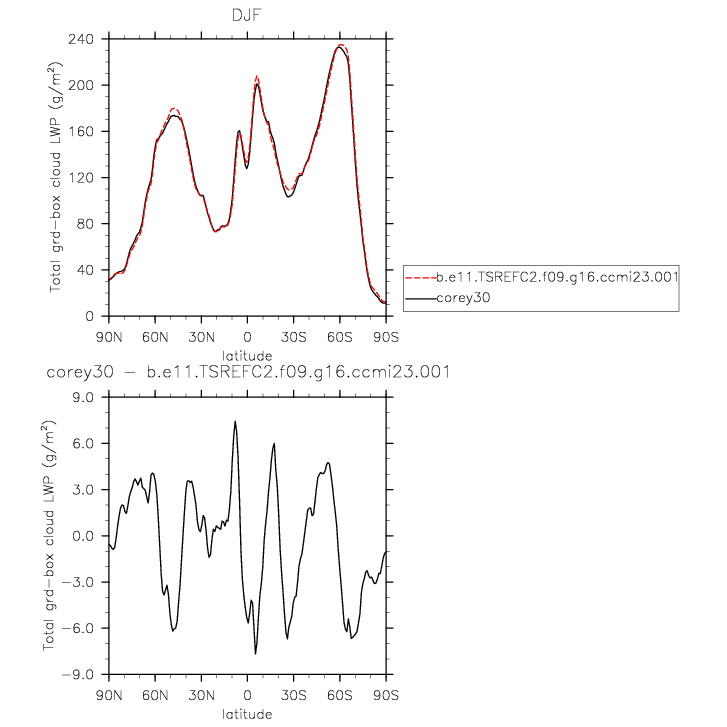 DJF
240
200
160
120
80
40
0
Total grd-box cloud LWP (g/m²)
90N 60N 30N 0 30S 60S 90S
latitude
b.e11.TSREFC2.f09.g16.ccmi23.001
corey30
corey30 - b.e11.TSREFC2.f09.g16.ccmi23.001
9.0
6.0
3.0
0.0
-3.0
-6.0
-9.0
Total grd-box cloud LWP (g/m²)
90N 60N 30N 0 30S 60S 90S
latitude